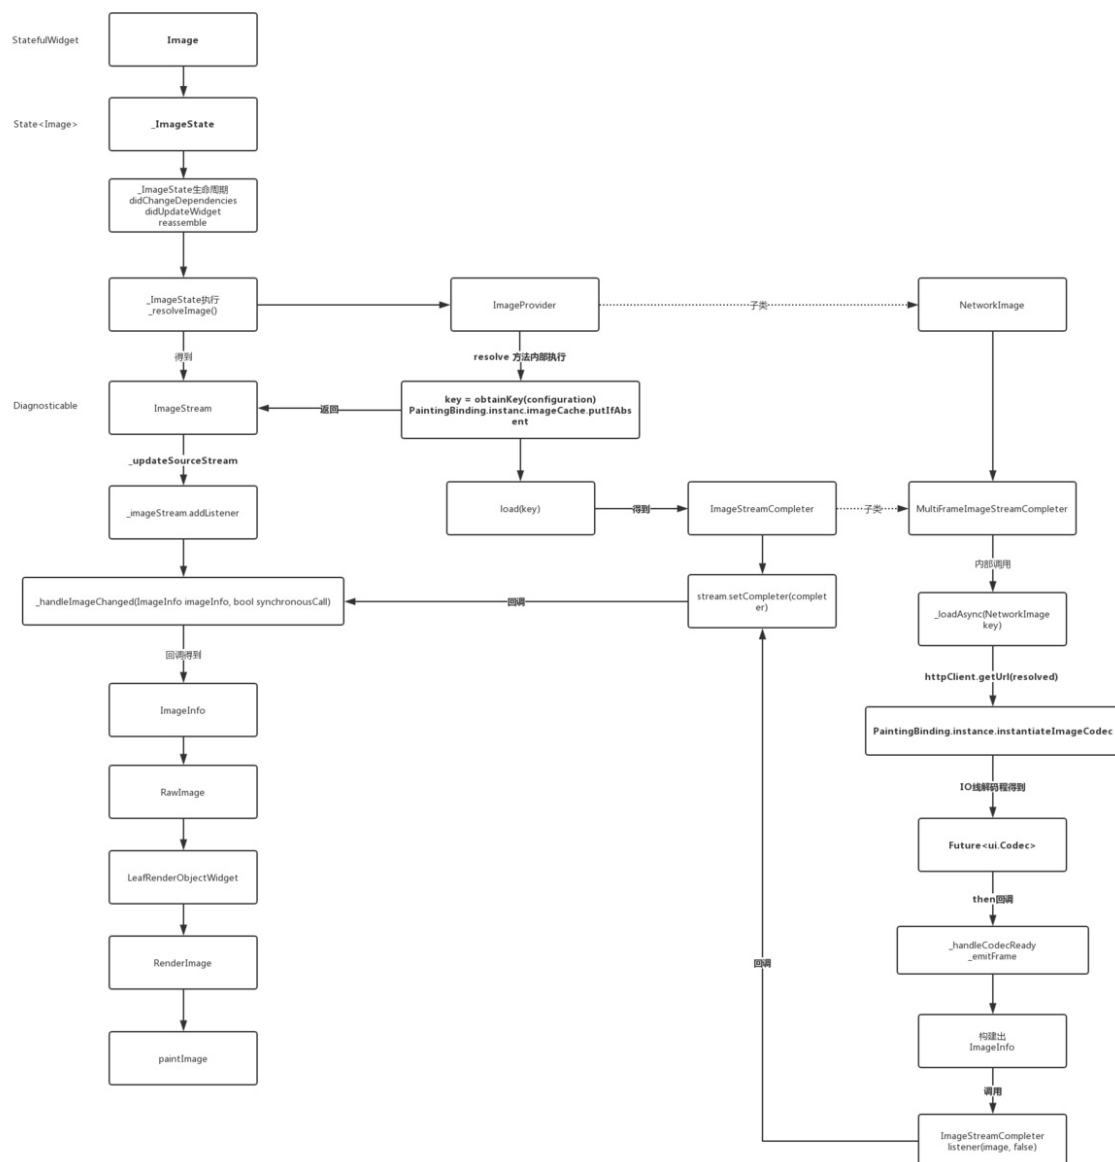 StatefulWidget
Image
State<Image>
_ImageState
_ImageState生命周期
didChangeDependencies
didUpdateWidget
reassemble
_ImageState执行
_resolveImage()
ImageProvider
子类
NetworkImage
得到
resolve 方法内部执行
Diagnosticable
ImageStream
返回
key = obtainKey(configuration)
PaintingBinding.instanc.imageCache.putIfAbs
ent
_updateSourceStream
_imageStream.addListener
load(key)
得到
ImageStreamCompleter
子类
MultiFrameImageStreamCompleter
内部调用
_handleImageChanged(ImageInfo imageInfo, bool synchronousCall)
回调
stream.setCompleter(complet
er)
_loadAsync(NetworkImage
key)
回调得到
httpClient.getUrl(resolved)
ImageInfo
PaintingBinding.instance.instantiateImageCodec
RawImage
IO线解码程得到
Future<ui.Codec>
LeafRenderObjectWidget
then回调
_handleCodecReady
_emitFrame
RenderImage
回调
构建出
ImageInfo
paintImage
调用
ImageStreamCompleter
listener(image, false)